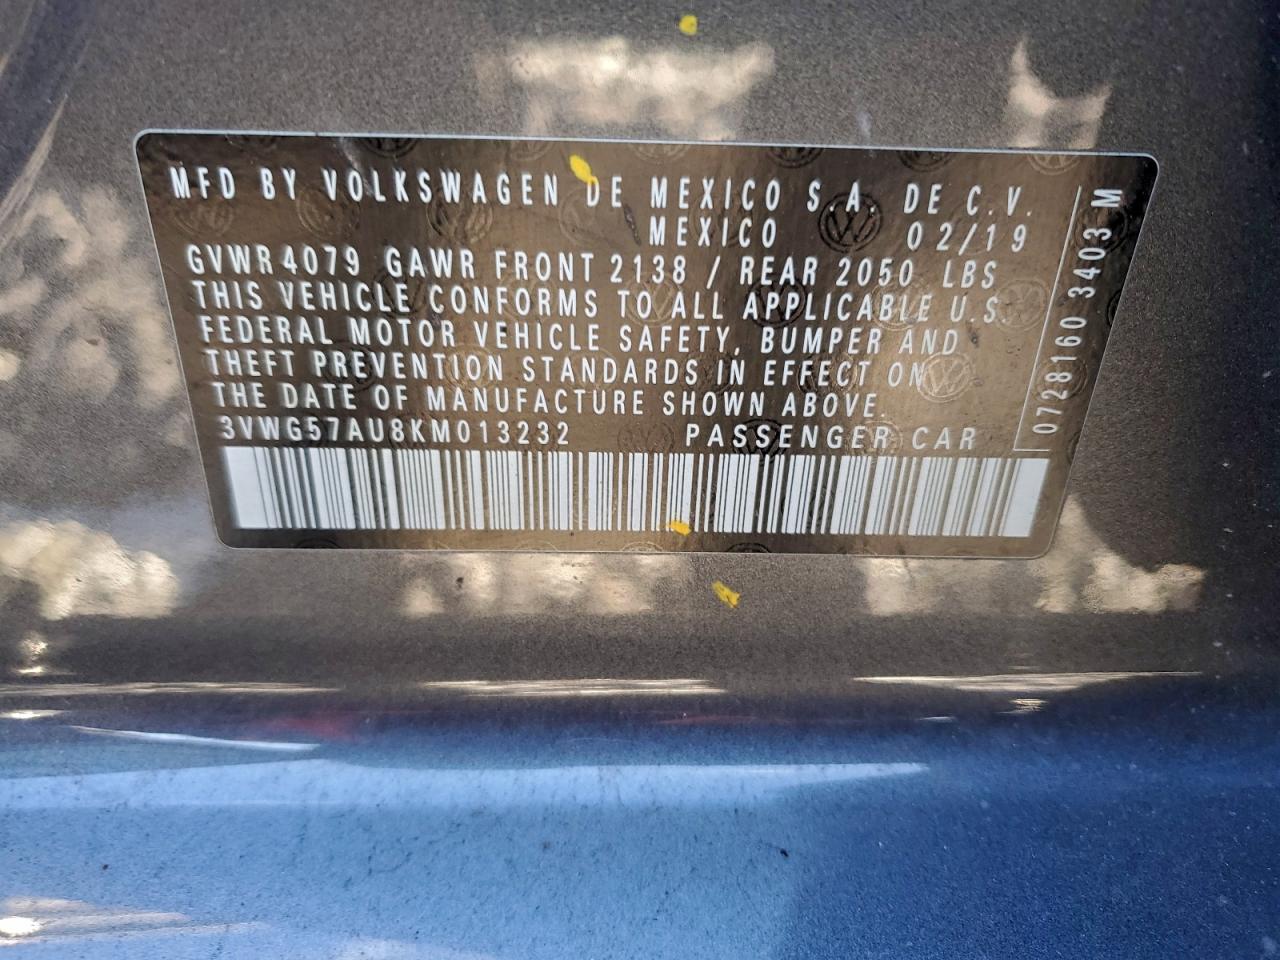 MFD BY VOLKSWAGEN DE MEXICO S.A. DE C.V.
MEXICO 02/19
GVWR 4079 GAWR FRONT 2138 / REAR 2050 LBS
THIS VEHICLE CONFORMS TO ALL APPLICABLE U.S.
FEDERAL MOTOR VEHICLE SAFETY, BUMPER AND
THEFT PREVENTION STANDARDS IN EFFECT ON
THE DATE OF MANUFACTURE SHOWN ABOVE.
3VWG57AU8KM013232 PASSENGER CAR
0728160 3403 M